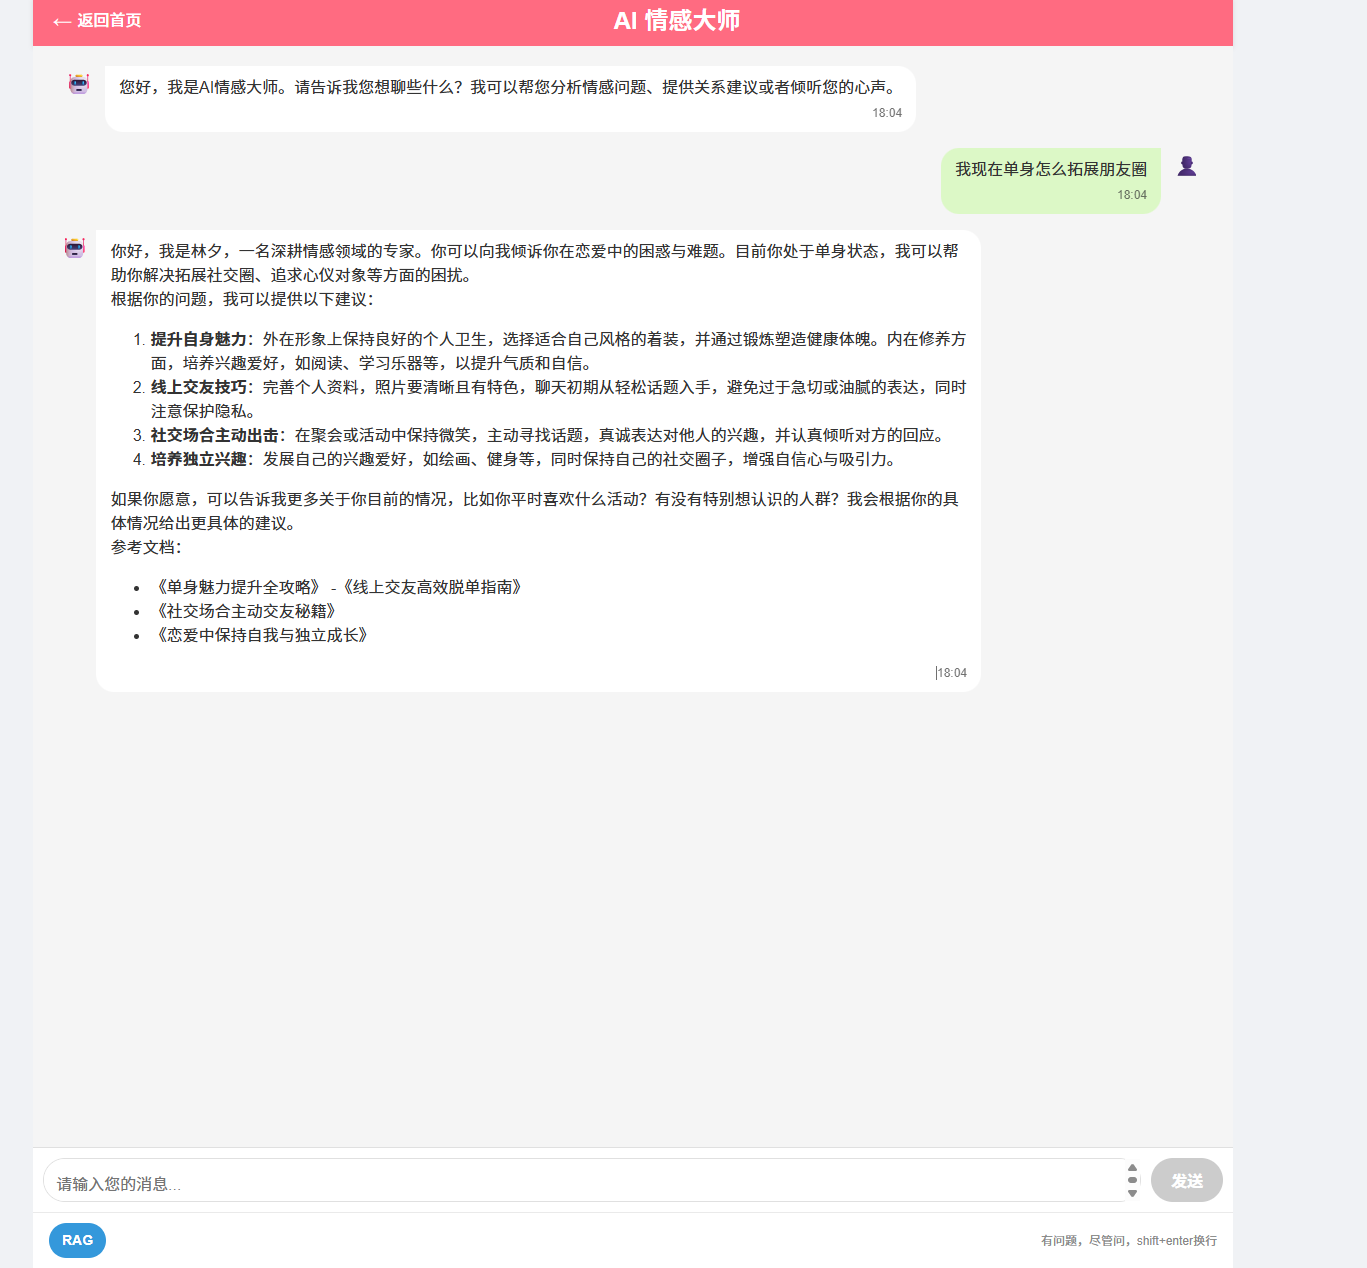 ← 返回首页
AI 情感大师
您好，我是AI情感大师。请告诉我您想聊些什么？我可以帮您分析情感问题、提供关系建议或者倾听您的心声。
18:04
我现在单身怎么拓展朋友圈
18:04
你好，我是林夕，一名深耕情感领域的专家。你可以向我倾诉你在恋爱中的困惑与难题。目前你处于单身状态，我可以帮
助你解决拓展社交圈、追求心仪对象等方面的困扰。
根据你的问题，我可以提供以下建议：
1. 提升自身魅力：外在形象上保持良好的个人卫生，选择适合自己风格的着装，并通过锻炼塑造健康体魄。内在修养方
面，培养兴趣爱好，如阅读、学习乐器等，以提升气质和自信。
2. 线上交友技巧：完善个人资料，照片要清晰且有特色，聊天初期从轻松话题入手，避免过于急切或油腻的表达，同时
注意保护隐私。
3. 社交场合主动出击：在聚会或活动中保持微笑，主动寻找话题，真诚表达对他人的兴趣，并认真倾听对方的回应。
4. 培养独立兴趣：发展自己的兴趣爱好，如绘画、健身等，同时保持自己的社交圈子，增强自信心与吸引力。
如果你愿意，可以告诉我更多关于你目前的情况，比如你平时喜欢什么活动？有没有特别想认识的人群？我会根据你的具
体情况给出更具体的建议。
参考文档：
• 《单身魅力提升全攻略》 -《线上交友高效脱单指南》
• 《社交场合主动交友秘籍》
• 《恋爱中保持自我与独立成长》
18:04
请输入您的消息...
发送
RAG
有问题，尽管问，shift+enter换行